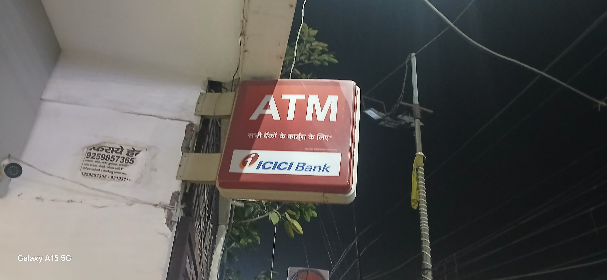 ATM
सभी बैंकों के कार्ड्स के लिए
ICICI Bank
किराये हेतु
9259857365
Galaxy A15 5G